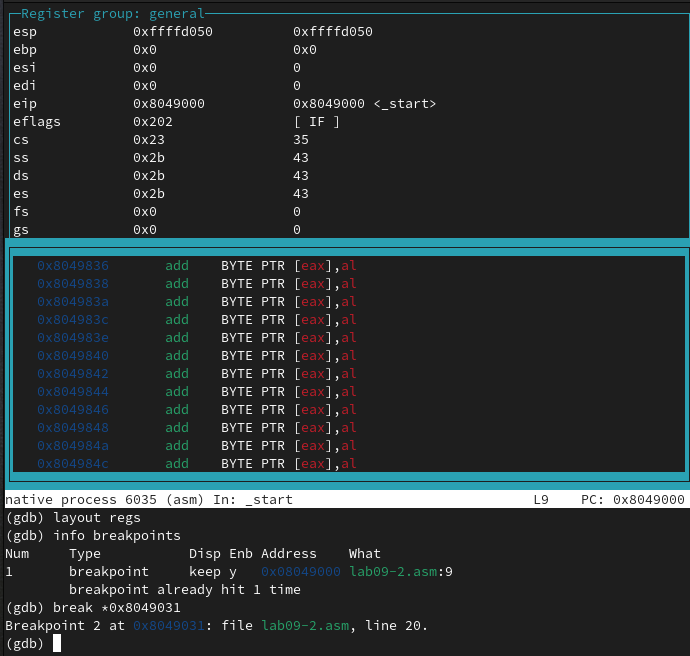 Register group: general
esp 0xffffd050 0xffffd050
ebp 0x0 0x0
esi 0x0 0
edi 0x0 0
eip 0x8049000 0x8049000 <_start>
eflags 0x202 [ IF ]
cs 0x23 35
ss 0x2b 43
ds 0x2b 43
es 0x2b 43
fs 0x0 0
gs 0x0 0
0x8049836 add BYTE PTR [eax],al
0x8049838 add BYTE PTR [eax],al
0x804983a add BYTE PTR [eax],al
0x804983c add BYTE PTR [eax],al
0x804983e add BYTE PTR [eax],al
0x8049840 add BYTE PTR [eax],al
0x8049842 add BYTE PTR [eax],al
0x8049844 add BYTE PTR [eax],al
0x8049846 add BYTE PTR [eax],al
0x8049848 add BYTE PTR [eax],al
0x804984a add BYTE PTR [eax],al
0x804984c add BYTE PTR [eax],al
native process 6035 (asm) In: _start L9 PC: 0x8049000
(gdb) layout regs
(gdb) info breakpoints
Num Type Disp Enb Address What
1 breakpoint keep y 0x08049000 lab09-2.asm:9
breakpoint already hit 1 time
(gdb) break *0x8049031
Breakpoint 2 at 0x8049031: file lab09-2.asm, line 20.
(gdb)